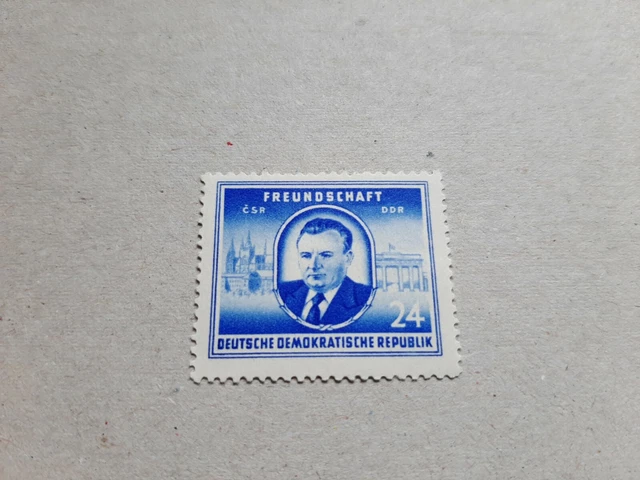 FREUNDSCHAFT
ČSR DDR
24
DEUTSCHE DEMOKRATISCHE REPUBLIK